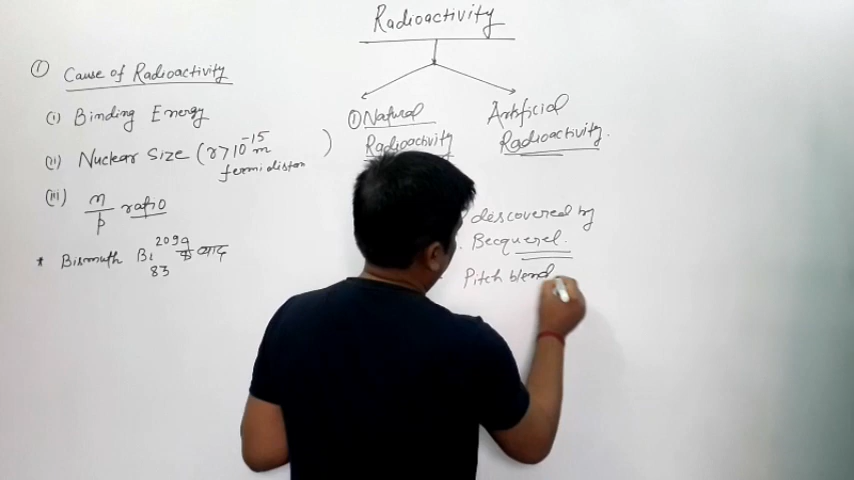 Radioactivity
① Cause of Radioactivity
(i) Binding Energy
(ii) Nuclear Size (r > 10⁻¹⁵ m )
fermi
(iii) n/p ratio
* Bismuth Bi 209 83 के बाद
① Natural
Radioactivity
Artificial
Radioactivity.
discovered by
Becquerel.
Pitch blend